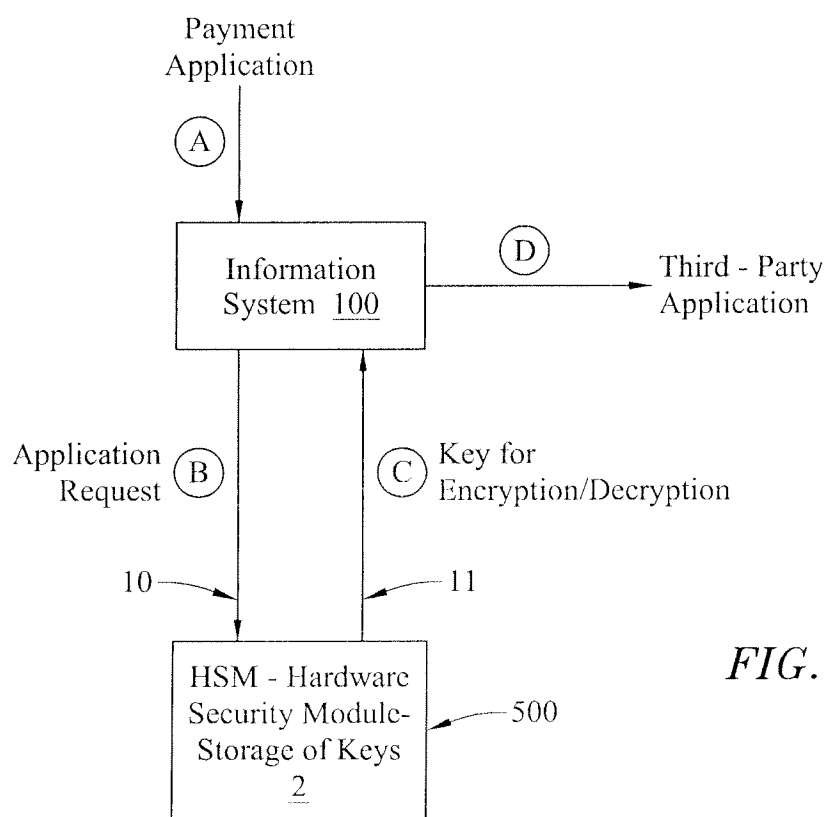 Payment
Application
A
Information
System 100
D
Third - Party
Application
Application
Request
B
C
Key for
Encryption/Decryption
10
11
HSM - Hardware
Security Module-
Storage of Keys
2
500
FIG.